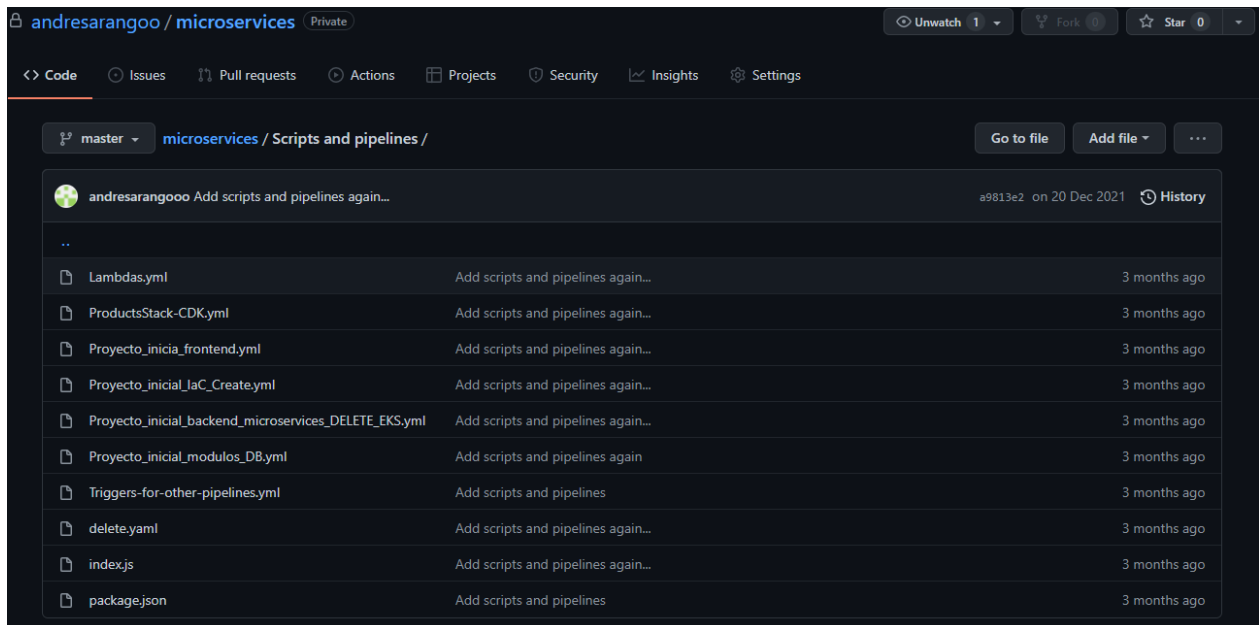 andresarangoo / microservices Private Unwatch 1 Fork 0 Star 0
Code Issues Pull requests Actions Projects Security Insights Settings
master microservices / Scripts and pipelines / Go to file Add file ...
andresarangooo Add scripts and pipelines again... a9813e2 on 20 Dec 2021 History
..
Lambdas.yml Add scripts and pipelines again... 3 months ago
ProductsStack-CDK.yml Add scripts and pipelines again... 3 months ago
Proyecto_inicia_frontend.yml Add scripts and pipelines again... 3 months ago
Proyecto_inicial_IaC_Create.yml Add scripts and pipelines again... 3 months ago
Proyecto_inicial_backend_microservices_DELETE_EKS.yml Add scripts and pipelines again... 3 months ago
Proyecto_inicial_modulos_DB.yml Add scripts and pipelines again 3 months ago
Triggers-for-other-pipelines.yml Add scripts and pipelines 3 months ago
delete.yaml Add scripts and pipelines again... 3 months ago
index.js Add scripts and pipelines again... 3 months ago
package.json Add scripts and pipelines 3 months ago